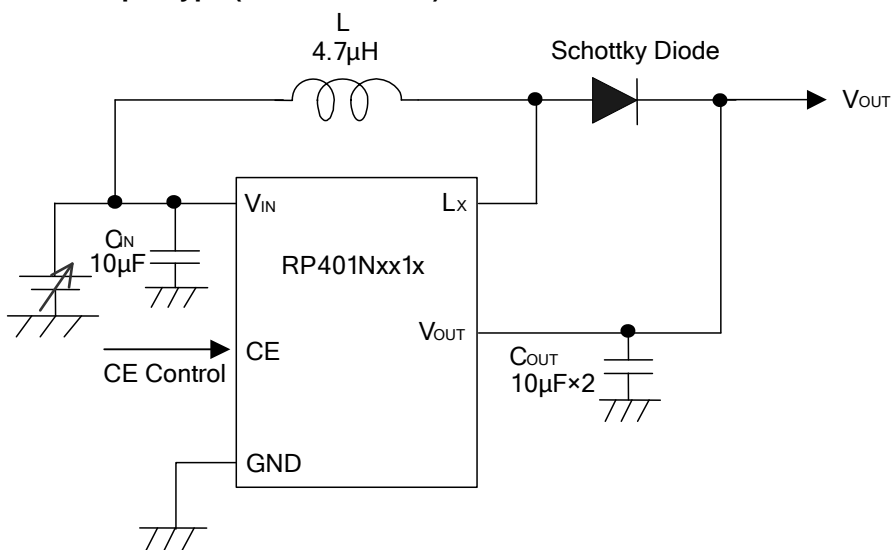 L
4.7µH
Schottky Diode
VOUT
VIN
LX
CIN
10µF
RP401Nxx1x
VOUT
CE
CE Control
COUT
10µF×2
GND